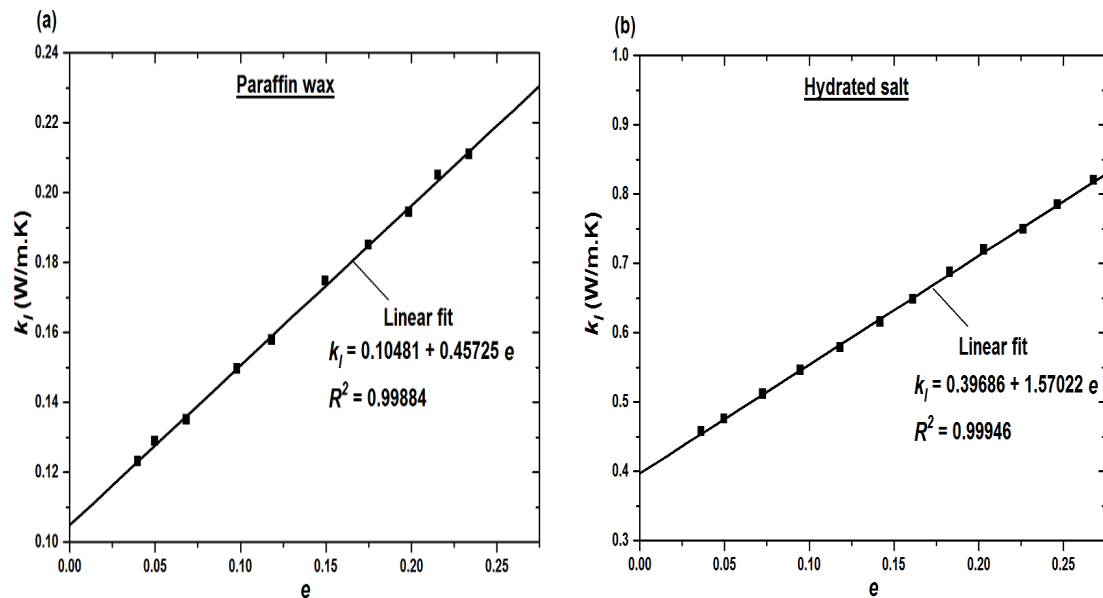 (a)
Paraffin wax
0.24
0.22
0.20
0.18
0.16
0.14
0.12
0.10
k_l (W/m.K)
Linear fit
k_l = 0.10481 + 0.45725 e
R² = 0.99884
0.00 0.05 0.10 0.15 0.20 0.25
e
(b)
Hydrated salt
1.0
0.9
0.8
0.7
0.6
0.5
0.4
0.3
k_l (W/m.K)
Linear fit
k_l = 0.39686 + 1.57022 e
R² = 0.99946
0.00 0.05 0.10 0.15 0.20 0.25
e